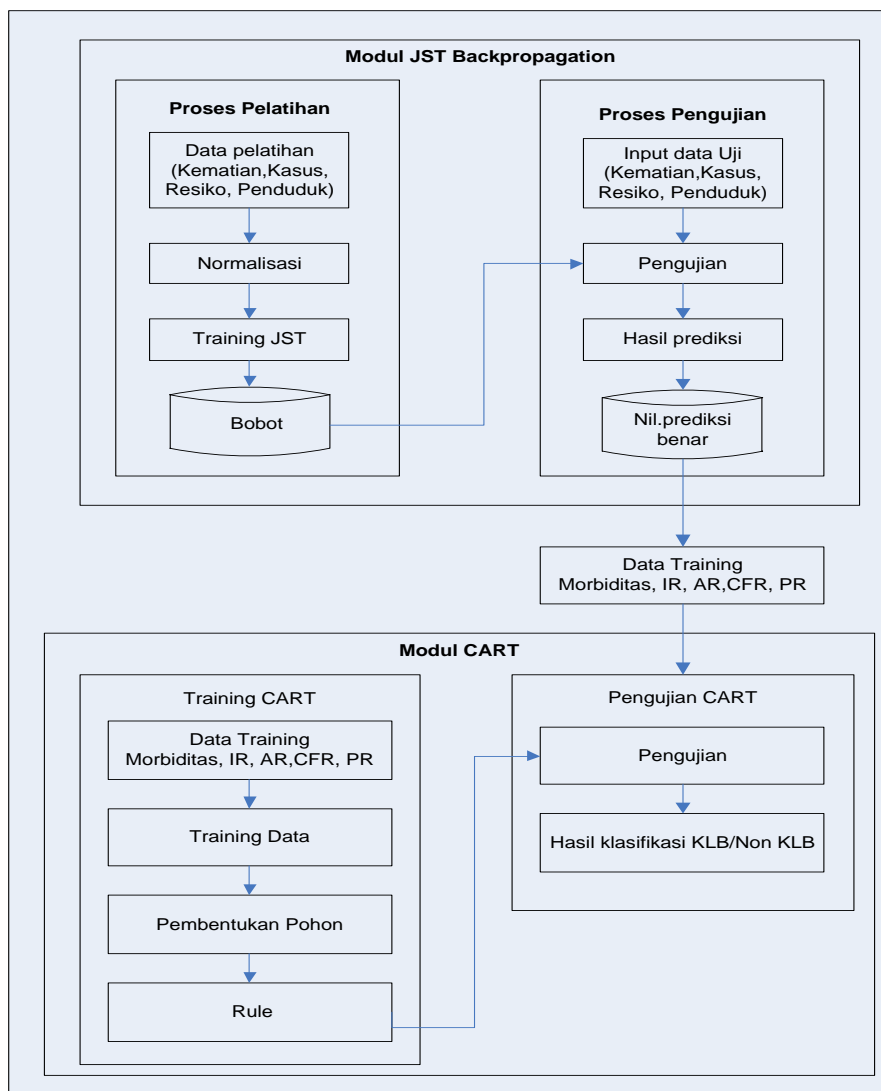 Modul JST Backpropagation
Proses Pelatihan
Data pelatihan
(Kematian,Kasus,
Resiko, Penduduk)
Normalisasi
Training JST
Bobot
Proses Pengujian
Input data Uji
(Kematian,Kasus,
Resiko, Penduduk)
Pengujian
Hasil prediksi
Nil.prediksi
benar
Data Training
Morbiditas, IR, AR,CFR, PR
Modul CART
Training CART
Data Training
Morbiditas, IR, AR,CFR, PR
Training Data
Pembentukan Pohon
Rule
Pengujian CART
Pengujian
Hasil klasifikasi KLB/Non KLB